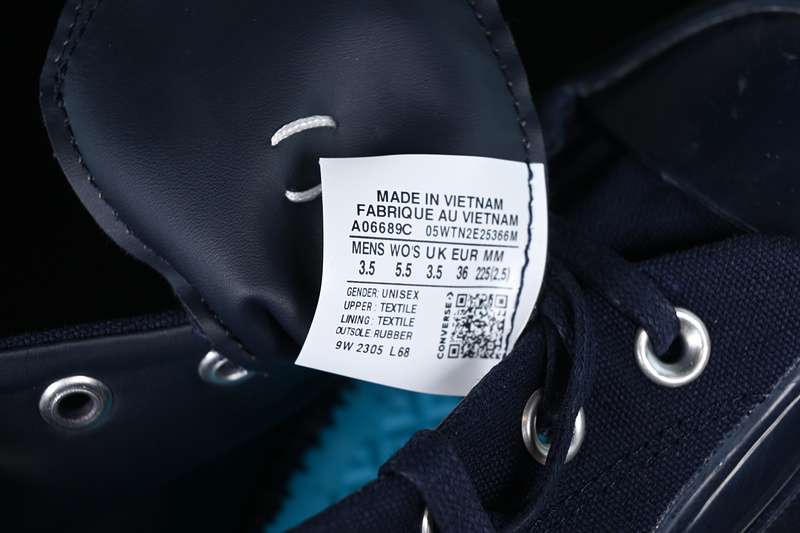 MADE IN VIETNAM
FABRIQUE AU VIETNAM
A06689C 05WTN2E25366M
MENS WO'S UK EUR MM
3.5 5.5 3.5 36 225(2.5)
GENDER: UNISEX
UPPER : TEXTILE
LINING : TEXTILE
OUTSOLE: RUBBER
9W 2305 L68
CONVERSE